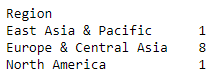 Region
East Asia & Pacific 1
Europe & Central Asia 8
North America 1